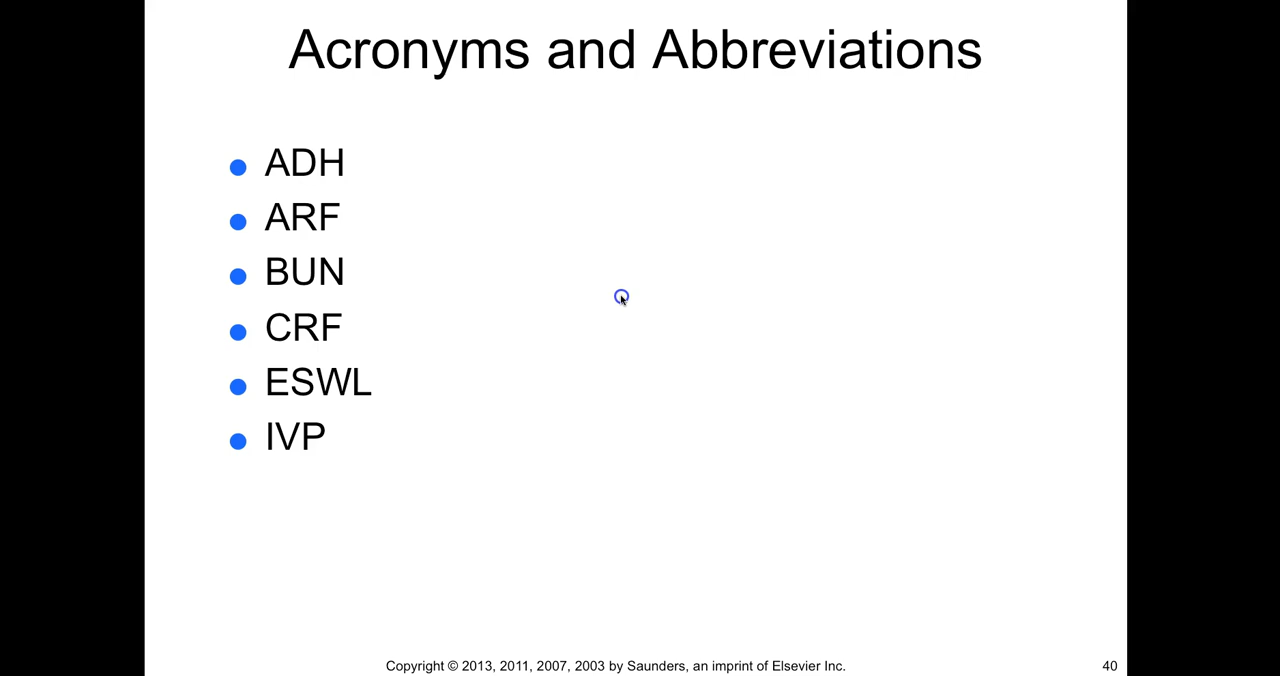 Acronyms and Abbreviations
ADH
ARF
BUN
CRF
ESWL
IVP
Copyright © 2013, 2011, 2007, 2003 by Saunders, an imprint of Elsevier Inc.
40